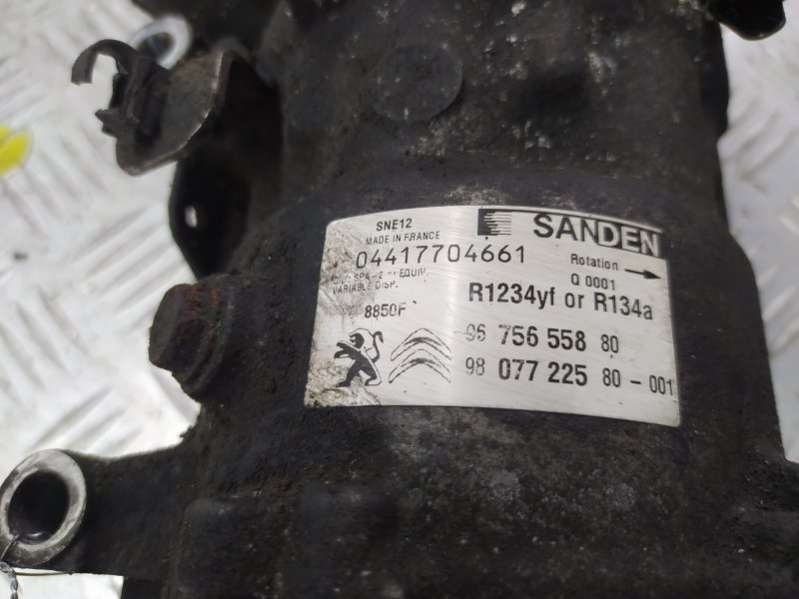 SNE12
MADE IN FRANCE
SANDEN
04417704661
Rotation
EQUIV.
VARIABLE DISP.
Q 0001
R1234yf or R134a
8850F
96 756 558 80
98 077 225 80 - 001